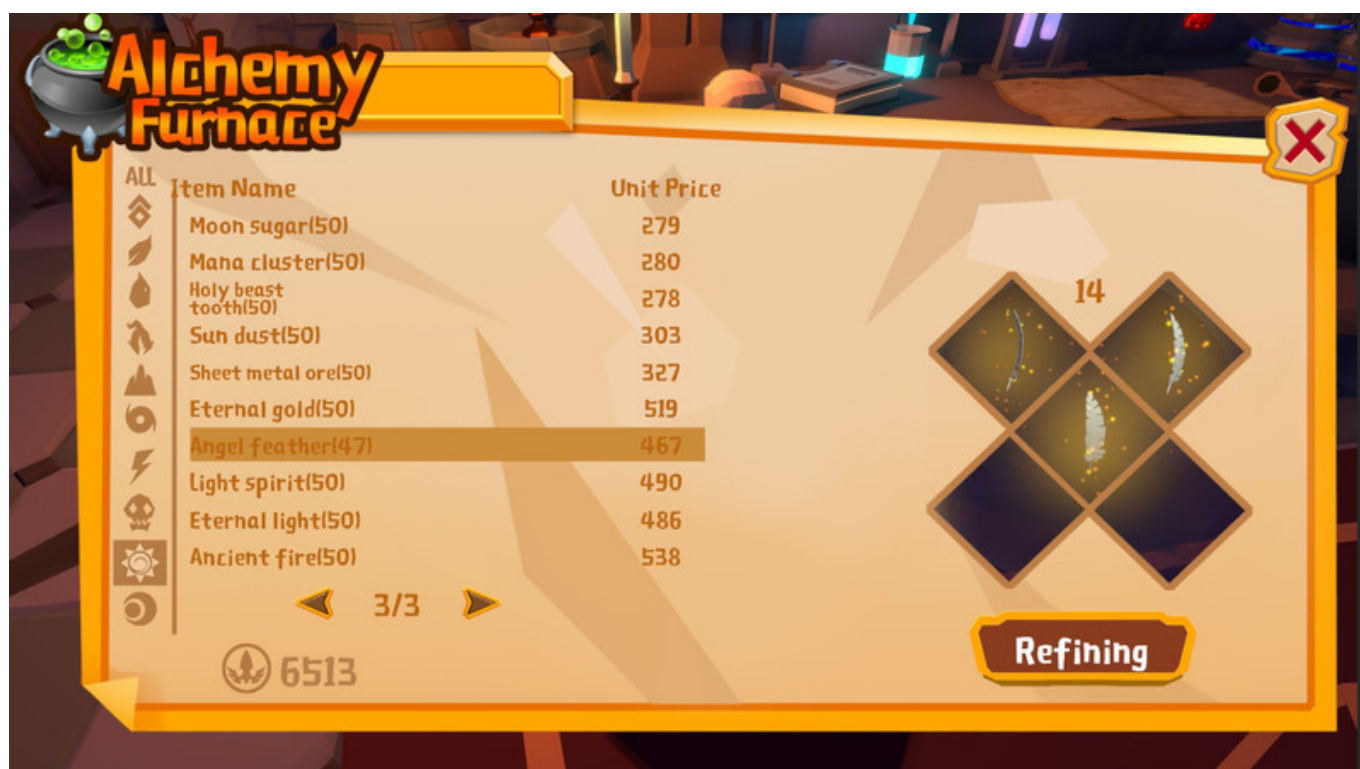 Alchemy
Furnace
ALL
Item Name Unit Price
Moon sugar(50) 279
Mana cluster(50) 280
Holy beast
tooth(50) 278
Sun dust(50) 303
Sheet metal ore(50) 327
Eternal gold(50) 519
Angel feather(47) 467
Light spirit(50) 490
Eternal light(50) 486
Ancient fire(50) 538
3/3
6513
14
Refining